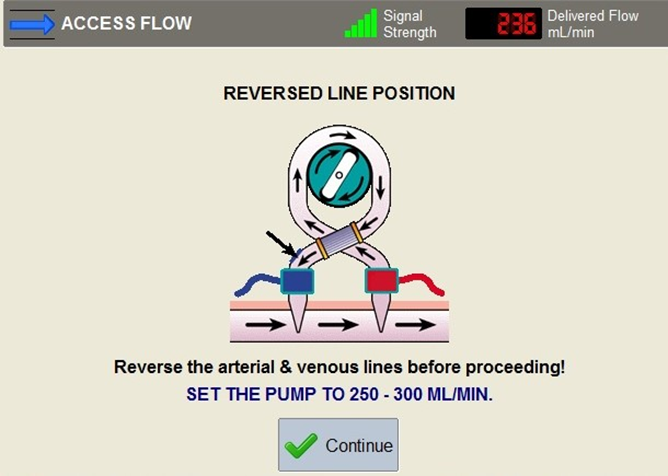 ACCESS FLOW
Signal
Strength
236
Delivered Flow
mL/min
REVERSED LINE POSITION
Reverse the arterial & venous lines before proceeding!
SET THE PUMP TO 250 - 300 ML/MIN.
Continue